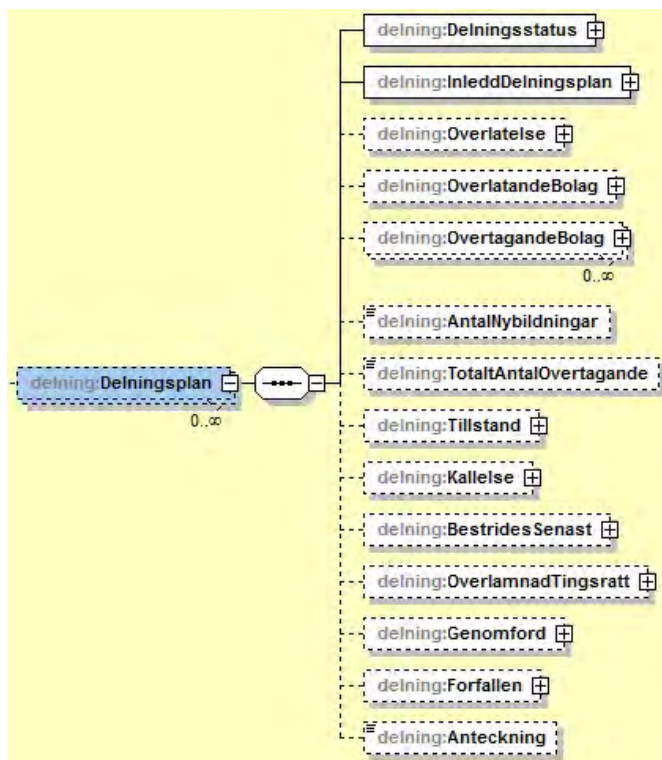 delning:Delningsstatus
delning:InleddDelningsplan
delning:Overlatelse
delning:OverlatandeBolag
delning:OvertagandeBolag
0..∞
delning:AntalNybildningar
delning:Delningsplan
0..∞
delning:TotaltAntalOvertagande
delning:Tillstand
delning:Kallelse
delning:BestridesSenast
delning:OverlamnadTingsratt
delning:Genomford
delning:Forfallen
delning:Anteckning